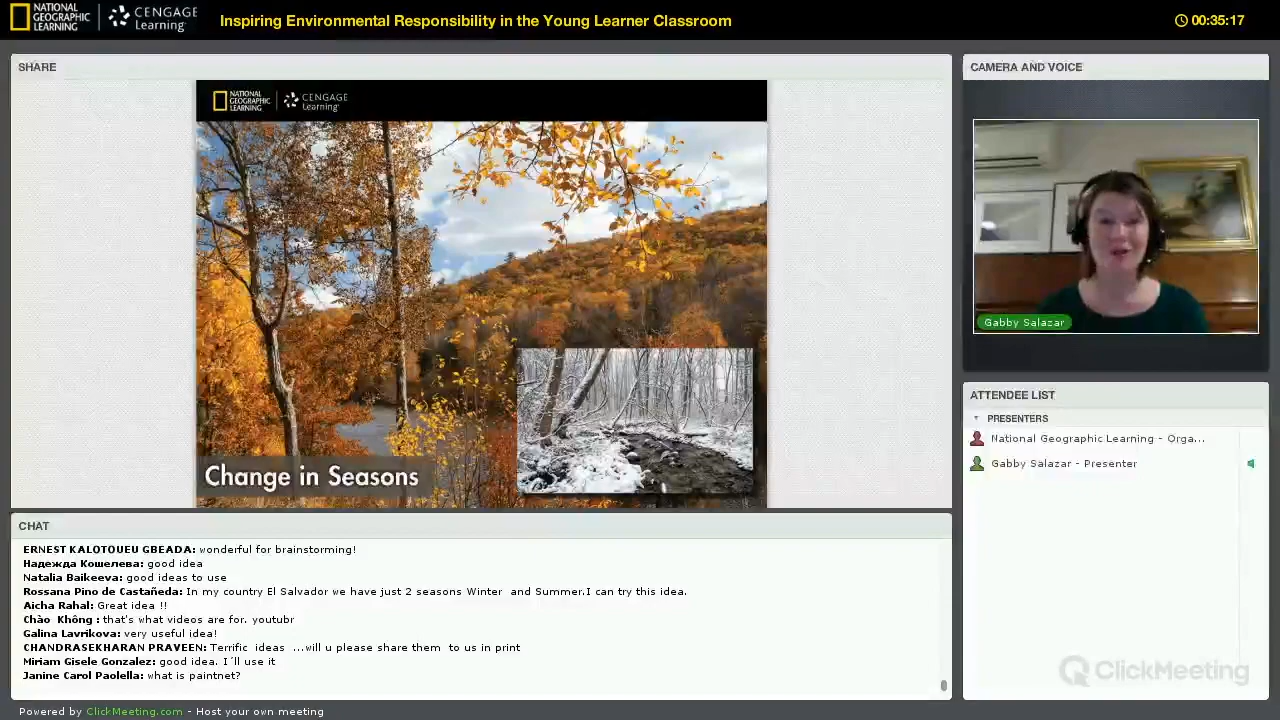 NATIONAL
GEOGRAPHIC
LEARNING
CENGAGE
Learning®
Inspiring Environmental Responsibility in the Young Learner Classroom
00:35:17
SHARE
NATIONAL
GEOGRAPHIC
LEARNING
CENGAGE
Learning®
Change in Seasons
CAMERA AND VOICE
Gabby Salazar
ATTENDEE LIST
PRESENTERS
National Geographic Learning - Orga...
Gabby Salazar - Presenter
CHAT
ERNEST KALOTOUEU GBEADA: wonderful for brainstorming!
Надежда Кошелева: good idea
Natalia Baikeeva: good ideas to use
Rossana Pino de Castañeda: In my country El Salvador we have just 2 seasons Winter and Summer.I can try this idea.
Aicha Rahal: Great idea !!
Chào Không : that's what videos are for. youtubr
Galina Lavrikova: very useful idea!
CHANDRASEKHARAN PRAVEEN: Terrific ideas ...will u please share them to us in print
Miriam Gisele Gonzalez: good idea. I´ll use it
Janine Carol Paolella: what is paintnet?
ClickMeeting
Powered by ClickMeeting.com - Host your own meeting